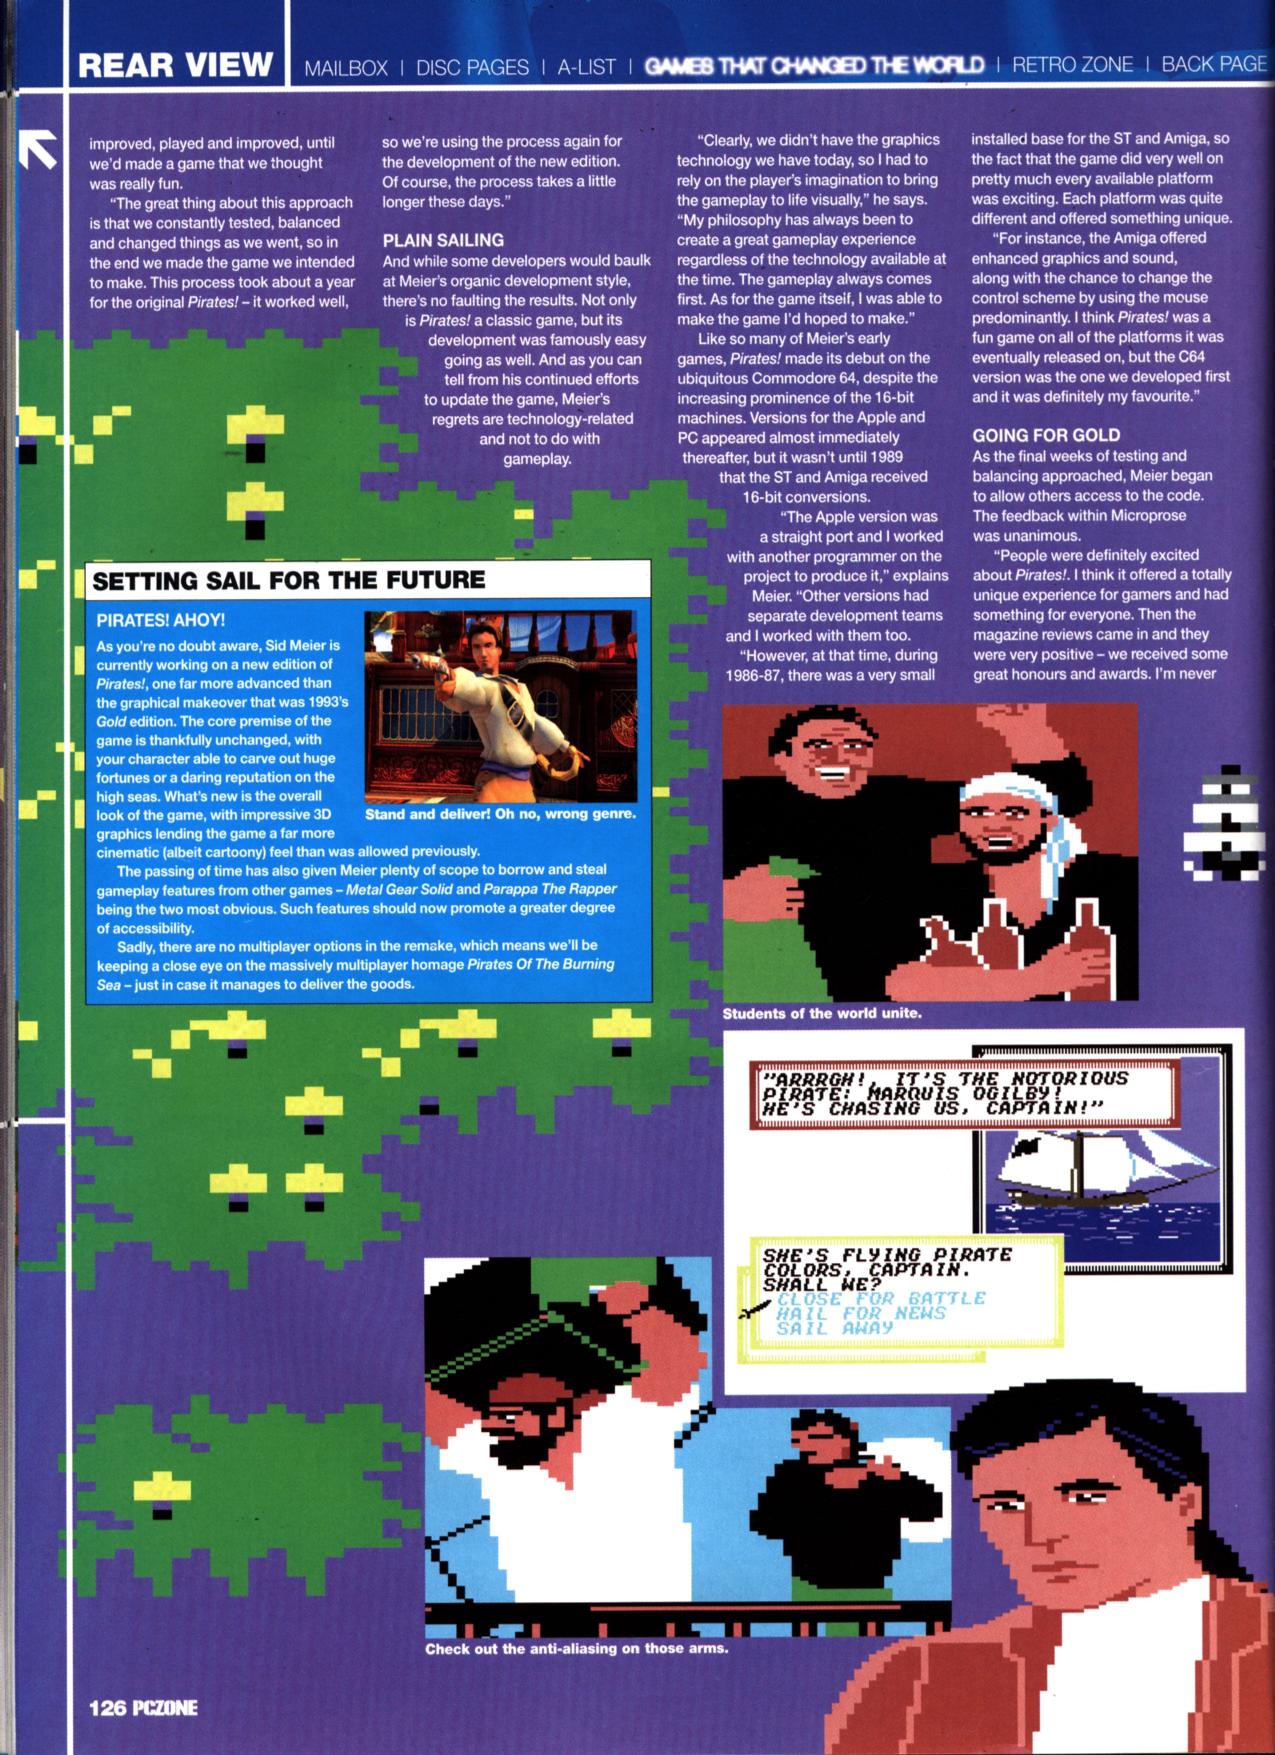 REAR VIEW
MAILBOX | DISC PAGES | A-LIST | GAMES THAT CHANGED THE WORLD | RETRO ZONE | BACK PAGE
improved, played and improved, until
we'd made a game that we thought
was really fun.
"The great thing about this approach
is that we constantly tested, balanced
and changed things as we went, so in
the end we made the game we intended
to make. This process took about a year
for the original Pirates! – it worked well,
so we're using the process again for
the development of the new edition.
Of course, the process takes a little
longer these days."
PLAIN SAILING
And while some developers would baulk
at Meier's organic development style,
there's no faulting the results. Not only
is Pirates! a classic game, but its
development was famously easy
going as well. And as you can
tell from his continued efforts
to update the game, Meier's
regrets are technology-related
and not to do with
gameplay.
"Clearly, we didn't have the graphics
technology we have today, so I had to
rely on the player's imagination to bring
the gameplay to life visually," he says.
"My philosophy has always been to
create a great gameplay experience
regardless of the technology available at
the time. The gameplay always comes
first. As for the game itself, I was able to
make the game I'd hoped to make."
Like so many of Meier's early
games, Pirates! made its debut on the
ubiquitous Commodore 64, despite the
increasing prominence of the 16-bit
machines. Versions for the Apple and
PC appeared almost immediately
thereafter, but it wasn't until 1989
that the ST and Amiga received
16-bit conversions.
"The Apple version was
a straight port and I worked
with another programmer on the
project to produce it," explains
Meier. "Other versions had
separate development teams
and I worked with them too.
"However, at that time, during
1986-87, there was a very small
installed base for the ST and Amiga, so
the fact that the game did very well on
pretty much every available platform
was exciting. Each platform was quite
different and offered something unique.
"For instance, the Amiga offered
enhanced graphics and sound,
along with the chance to change the
control scheme by using the mouse
predominantly. I think Pirates! was a
fun game on all of the platforms it was
eventually released on, but the C64
version was the one we developed first
and it was definitely my favourite."
GOING FOR GOLD
As the final weeks of testing and
balancing approached, Meier began
to allow others access to the code.
The feedback within Microprose
was unanimous.
"People were definitely excited
about Pirates!. I think it offered a totally
unique experience for gamers and had
something for everyone. Then the
magazine reviews came in and they
were very positive – we received some
great honours and awards. I'm never
SETTING SAIL FOR THE FUTURE
PIRATES! AHOY!
As you're no doubt aware, Sid Meier is
currently working on a new edition of
Pirates!, one far more advanced than
the graphical makeover that was 1993's
Gold edition. The core premise of the
game is thankfully unchanged, with
your character able to carve out huge
fortunes or a daring reputation on the
high seas. What's new is the overall
look of the game, with impressive 3D
graphics lending the game a far more
cinematic (albeit cartoony) feel than was allowed previously.
The passing of time has also given Meier plenty of scope to borrow and steal
gameplay features from other games – Metal Gear Solid and Parappa The Rapper
being the two most obvious. Such features should now promote a greater degree
of accessibility.
Sadly, there are no multiplayer options in the remake, which means we'll be
keeping a close eye on the massively multiplayer homage Pirates Of The Burning
Sea – just in case it manages to deliver the goods.
Stand and deliver! Oh no, wrong genre.
Students of the world unite.
"ARRRGH!, IT'S THE NOTORIOUS
PIRATE: MARQUIS OGILBY!
HE'S CHASING US, CAPTAIN!"
SHE'S FLYING PIRATE
COLORS, CAPTAIN.
SHALL WE?
CLOSE FOR BATTLE
HAIL FOR NEWS
SAIL AWAY
Check out the anti-aliasing on those arms.
126 PCZONE